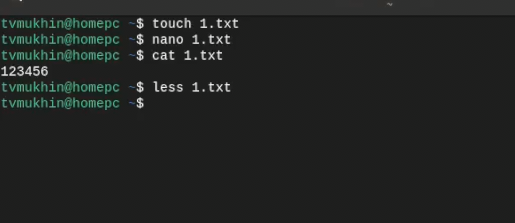 tvmukhin@homepc ~$ touch 1.txt
tvmukhin@homepc ~$ nano 1.txt
tvmukhin@homepc ~$ cat 1.txt
123456
tvmukhin@homepc ~$ less 1.txt
tvmukhin@homepc ~$